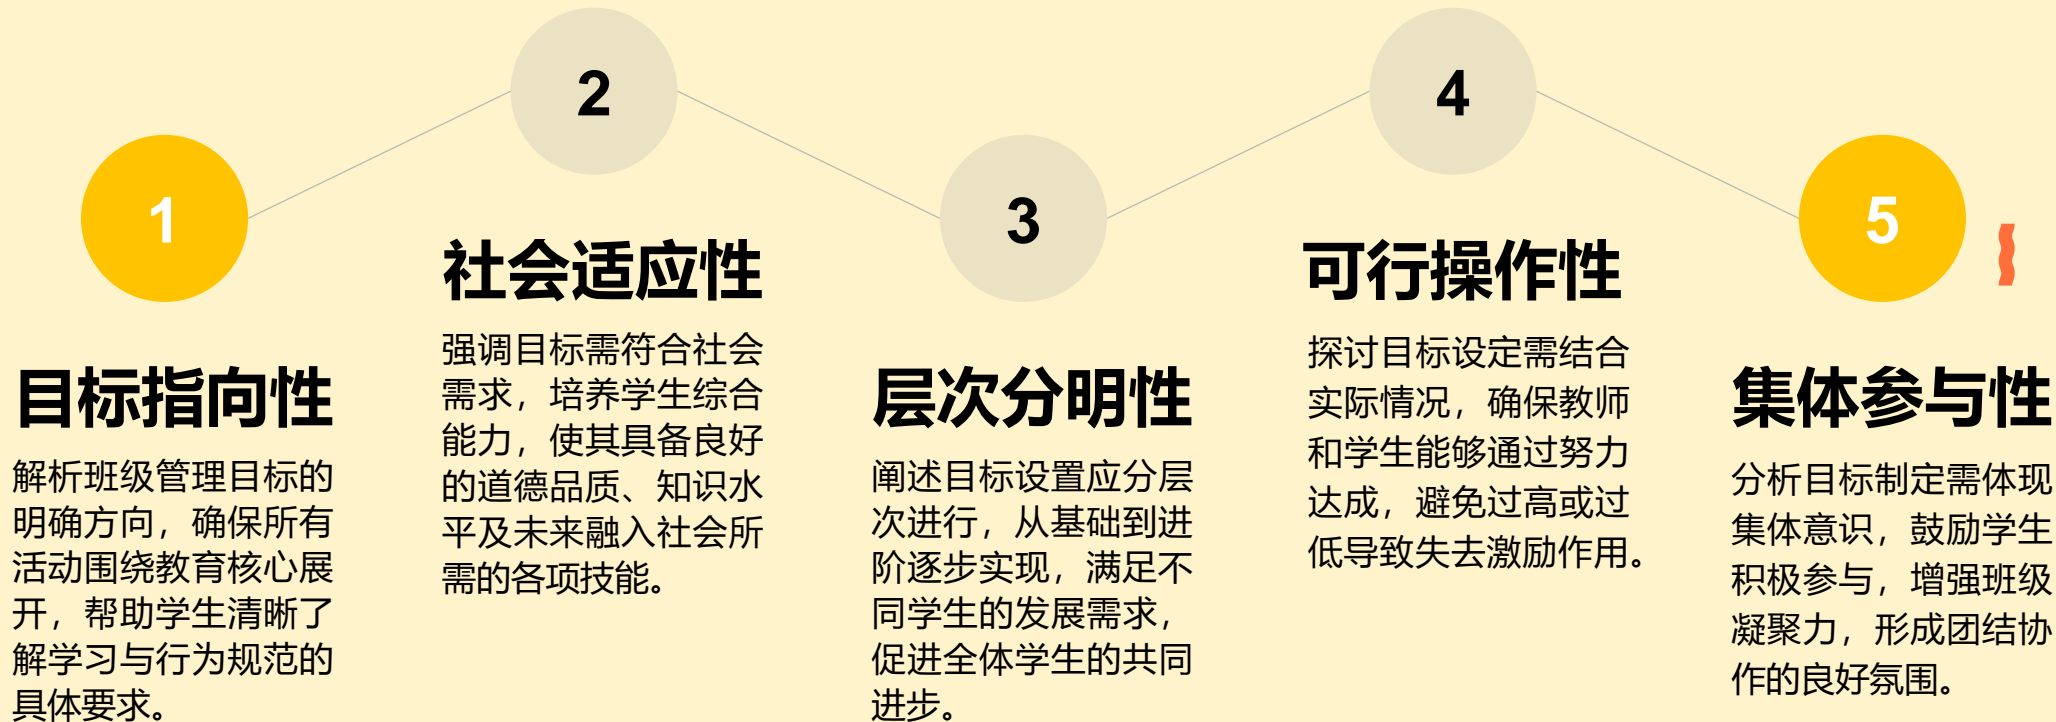 1
目标指向性
解析班级管理目标的
明确方向，确保所有
活动围绕教育核心展
开，帮助学生清晰了
解学习与行为规范的
具体要求。
2
社会适应性
强调目标需符合社会
需求，培养学生综合
能力，使其具备良好
的道德品质、知识水
平及未来融入社会所
需的各项技能。
3
层次分明性
阐述目标设置应分层
次进行，从基础到进
阶逐步实现，满足不
同学生的发展需求，
促进全体学生的共同
进步。
4
可行操作性
探讨目标设定需结合
实际情况，确保教师
和学生能够通过努力
达成，避免过高或过
低导致失去激励作用。
5
集体参与性
分析目标制定需体现
集体意识，鼓励学生
积极参与，增强班级
凝聚力，形成团结协
作的良好氛围。